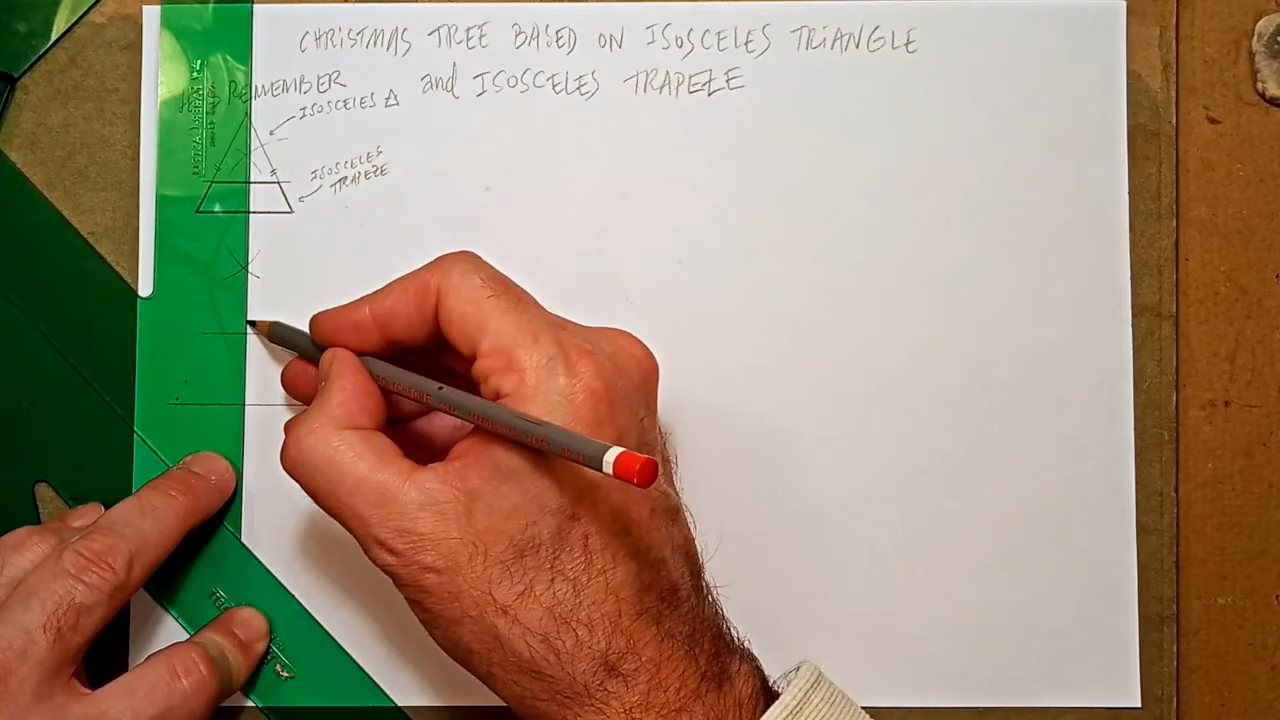 CHRISTMAS TREE BASED ON ISOSCELES TRIANGLE
REMEMBER and ISOSCELES TRAPEZE
ISOSCELES
ISOSCELES
TRAPEZE